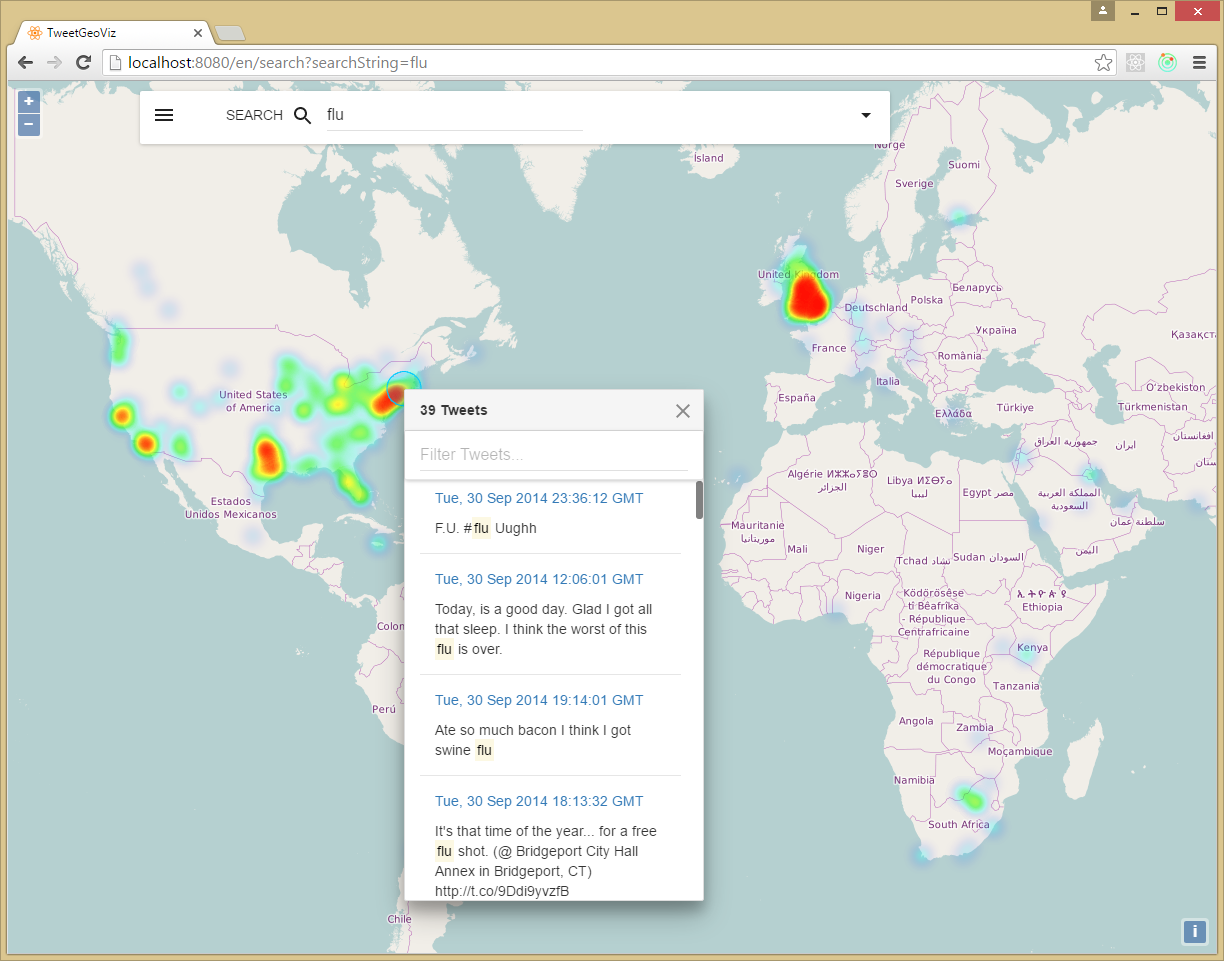 TweetGeoViz
localhost:8080/en/search?searchString=flu
+
−
SEARCH flu
Norge
Ísland
Suomi
Sverige
United Kingdom
Беларусь
Polska
Deutschland
Україна
Қазақст
France
România
Italia
O'zbekiston
United States
of America
España
Türkiye
Türkmenistan
Ελλάδα
افغانستان
جمهورية العراق
ایران
Algérie ⵍⵣⵣⴰⵢⴻⵔ
الجزائر
Libya ⵍⵉⴱⵢⴰ
ليبيا
Egypt مصر
المملكة العربية
السعودية
Estados
Unidos Mexicanos
سلطنة عمان
Mauritanie
موريتانيا
Mali
Niger
Tchad تشاد
Sudan السودان
اليمن
Nigeria
Ködörösêse
tî Bêafrîka
- République
Centrafricaine
ኢትዮጵያ
Ethiopia
Colom
Kenya
République
démocratique
du Congo
Tanzania
Perú
Angola
Zambia
Moçambique
Namibia
South Africa
Chile
39 Tweets
Filter Tweets...
Tue, 30 Sep 2014 23:36:12 GMT
F.U. #flu Uughh
Tue, 30 Sep 2014 12:06:01 GMT
Today, is a good day. Glad I got all
that sleep. I think the worst of this
flu is over.
Tue, 30 Sep 2014 19:14:01 GMT
Ate so much bacon I think I got
swine flu
Tue, 30 Sep 2014 18:13:32 GMT
It's that time of the year... for a free
flu shot. (@ Bridgeport City Hall
Annex in Bridgeport, CT)
http://t.co/9Ddi9yvzfB
i